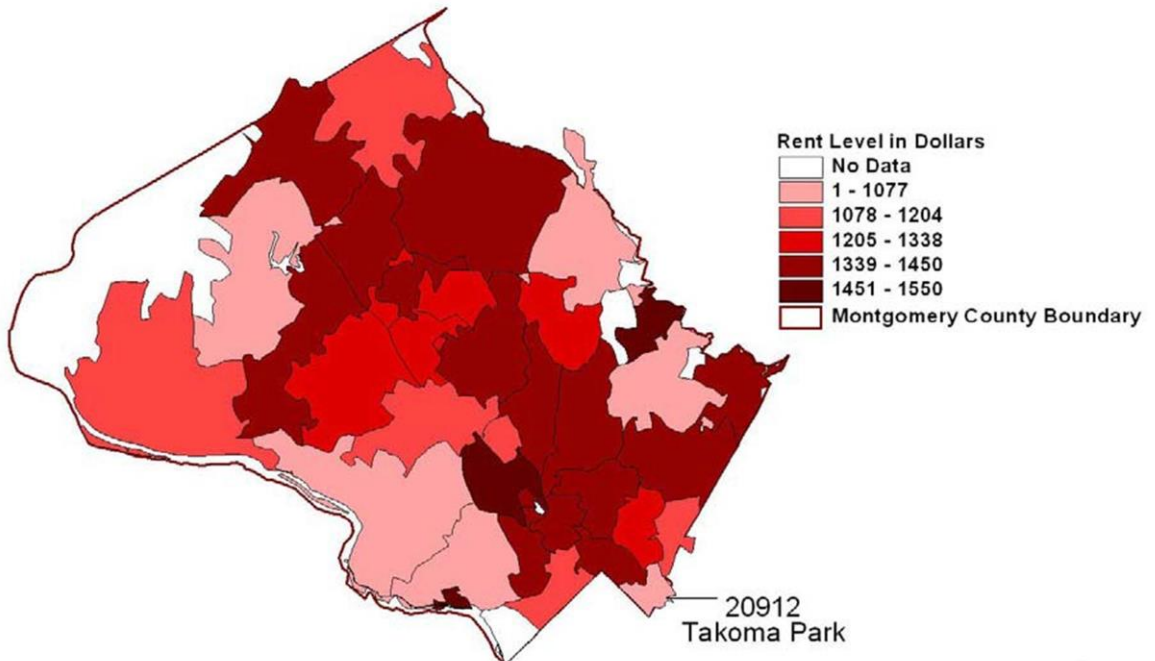 Rent Level in Dollars
No Data
1 - 1077
1078 - 1204
1205 - 1338
1339 - 1450
1451 - 1550
Montgomery County Boundary
20912
Takoma Park